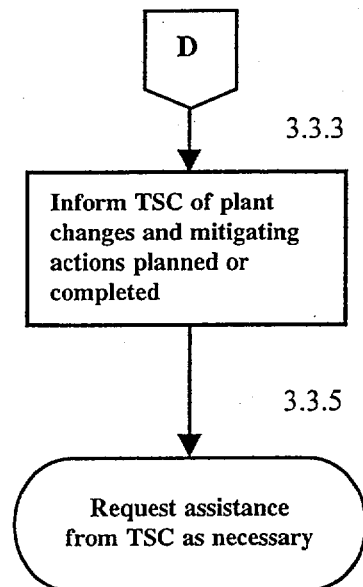 D
3.3.3
Inform TSC of plant
changes and mitigating
actions planned or
completed
3.3.5
Request assistance
from TSC as necessary